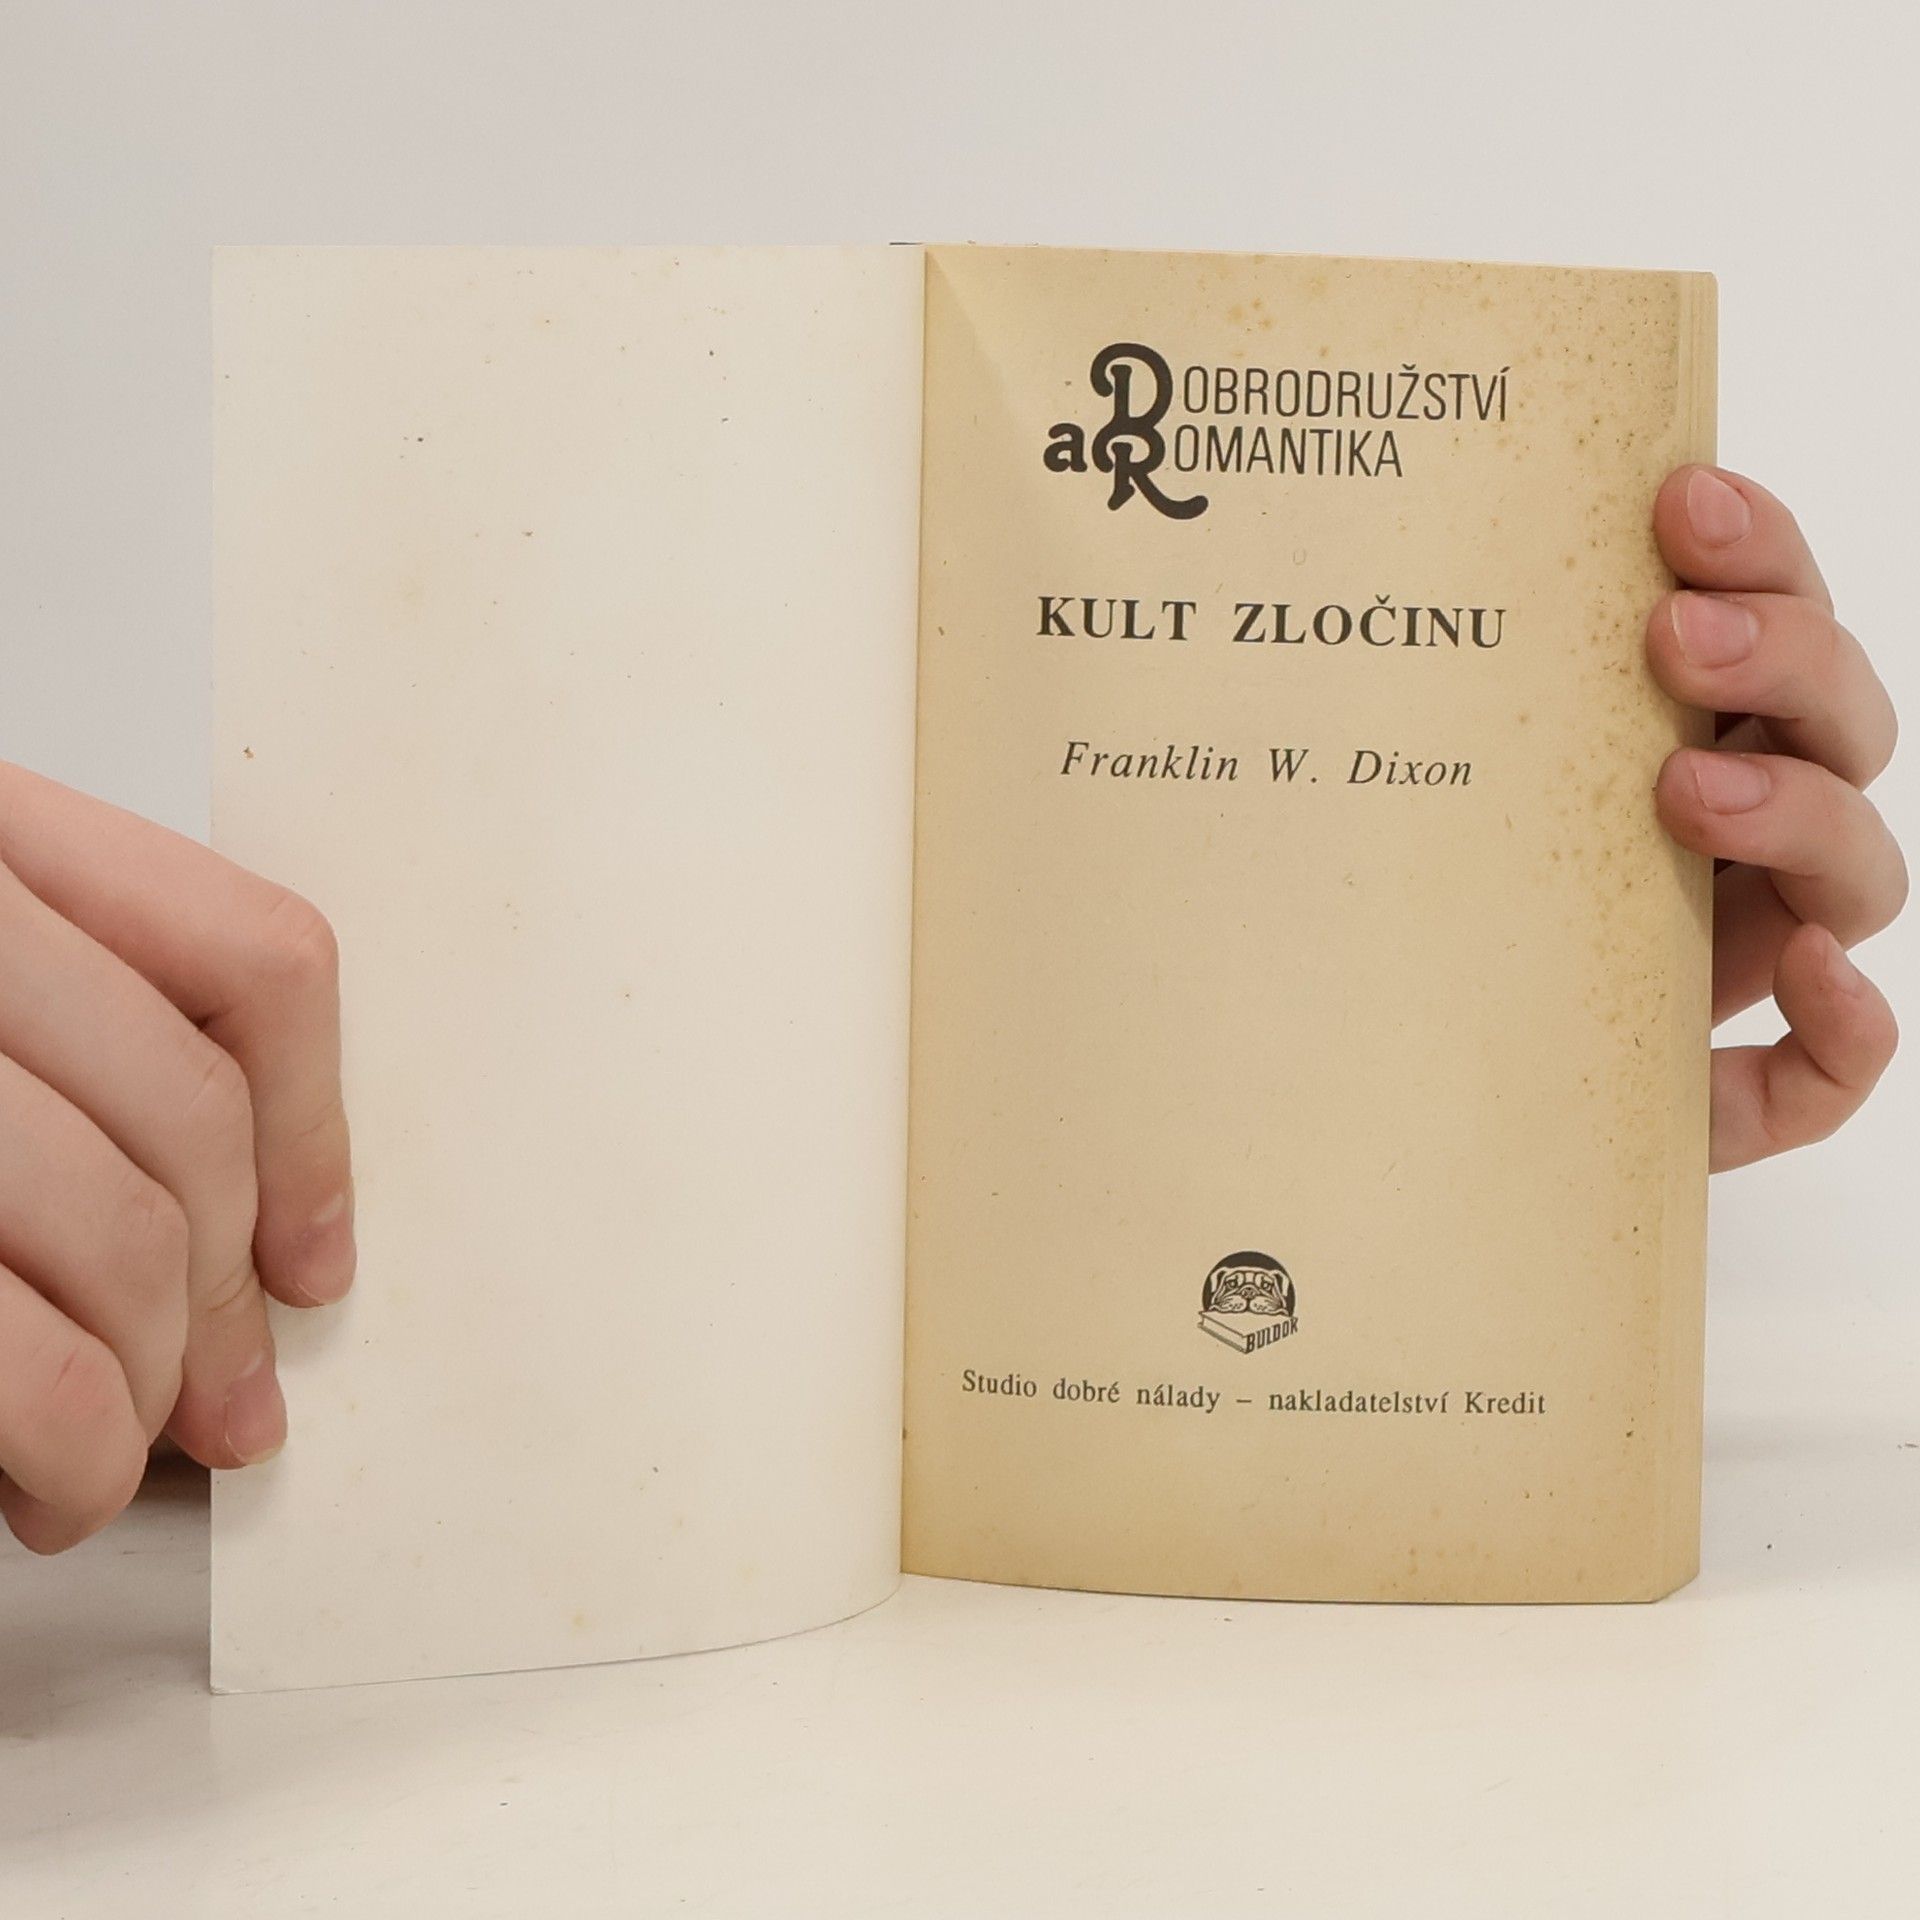 DOBRODRUŽSTVÍ
a ROMANTIKA
KULT ZLOČINU
Franklin W. Dixon
BULDOK
Studio dobré nálady – nakladatelství Kredit